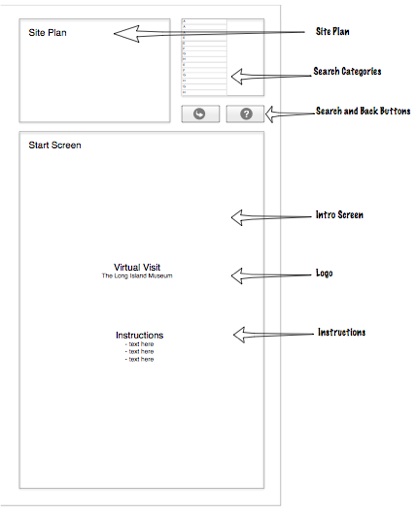 Site Plan
Site Plan
Search Categories
Search and Back Buttons
Start Screen
Intro Screen
Virtual Visit
The Long Island Museum
Logo
Instructions
- text here
- text here
- text here
Instructions